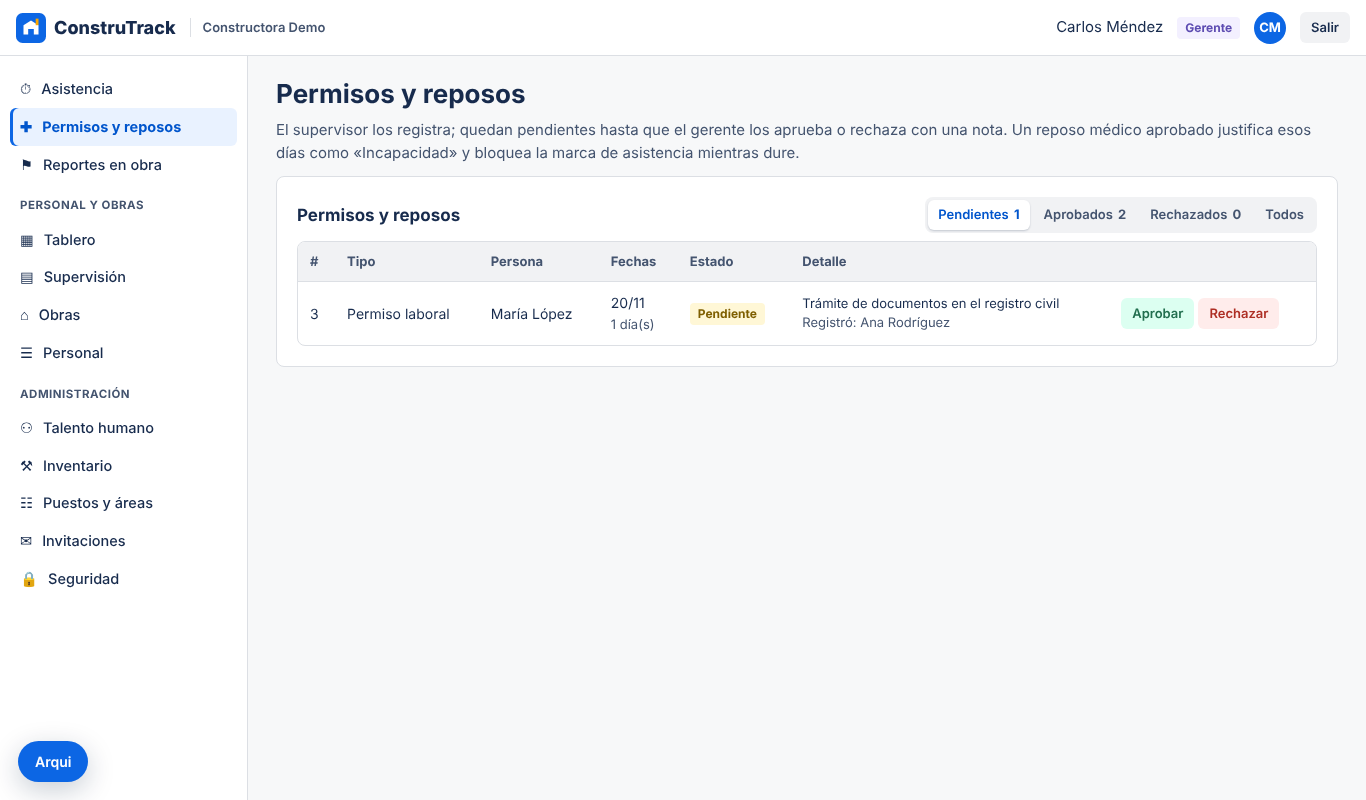 ConstruTrack
Constructora Demo
Carlos Méndez
Gerente
CM
Salir
Asistencia
Permisos y reposos
Reportes en obra
PERSONAL Y OBRAS
Tablero
Supervisión
Obras
Personal
ADMINISTRACIÓN
Talento humano
Inventario
Puestos y áreas
Invitaciones
Seguridad
Arqui
Permisos y reposos
El supervisor los registra; quedan pendientes hasta que el gerente los aprueba o rechaza con una nota. Un reposo médico aprobado justifica esos
días como «Incapacidad» y bloquea la marca de asistencia mientras dure.
Permisos y reposos
Pendientes 1 Aprobados 2 Rechazados 0 Todos
# Tipo Persona Fechas Estado Detalle
3 Permiso laboral María López
20/11
1 día(s)
Pendiente
Trámite de documentos en el registro civil
Registró: Ana Rodríguez
Aprobar Rechazar